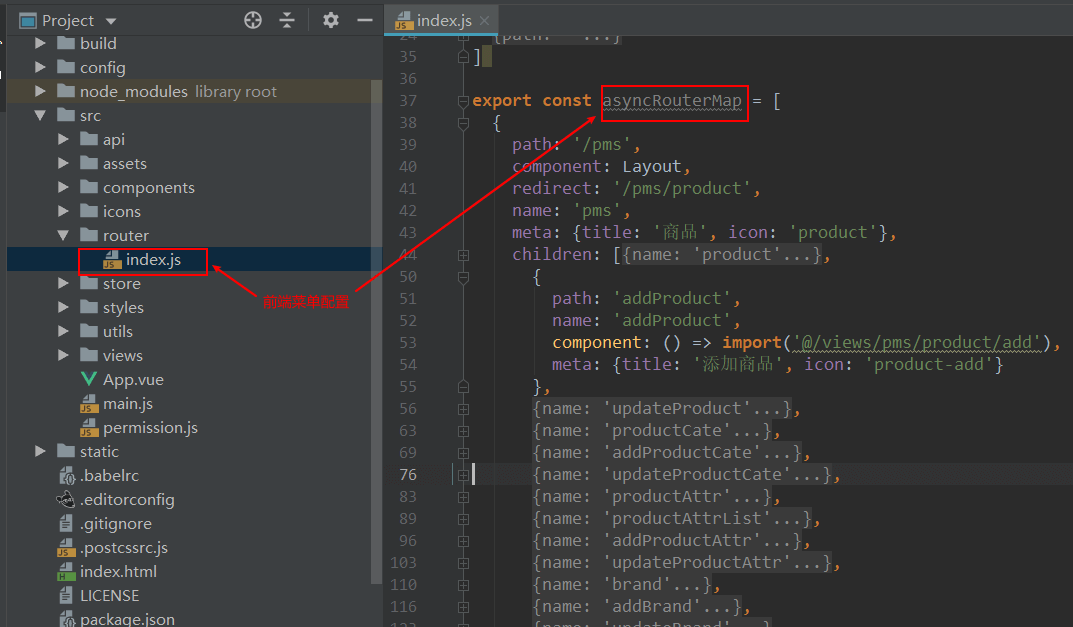 Project
build
config
node_modules library root
src
api
assets
components
icons
router
index.js
store
styles
utils
views
App.vue
main.js
permission.js
static
.babelrc
.editorconfig
.gitignore
.postcssrc.js
index.html
LICENSE
package.json
前端菜单配置
index.js
24 {path: ...}
35 ]
36
37 export const asyncRouterMap = [
38 {
39 path: '/pms',
40 component: Layout,
41 redirect: '/pms/product',
42 name: 'pms',
43 meta: {title: '商品', icon: 'product'},
44 children: [{name: 'product'...},
50 {
51 path: 'addProduct',
52 name: 'addProduct',
53 component: () => import('@/views/pms/product/add'),
54 meta: {title: '添加商品', icon: 'product-add'}
55 },
56 {name: 'updateProduct'...},
63 {name: 'productCate'...},
69 {name: 'addProductCate'...},
76 {name: 'updateProductCate'...},
83 {name: 'productAttr'...},
89 {name: 'productAttrList'...},
96 {name: 'addProductAttr'...},
103 {name: 'updateProductAttr'...},
110 {name: 'brand'...},
116 {name: 'addBrand'...},
123 {name: 'updateBrand'...}